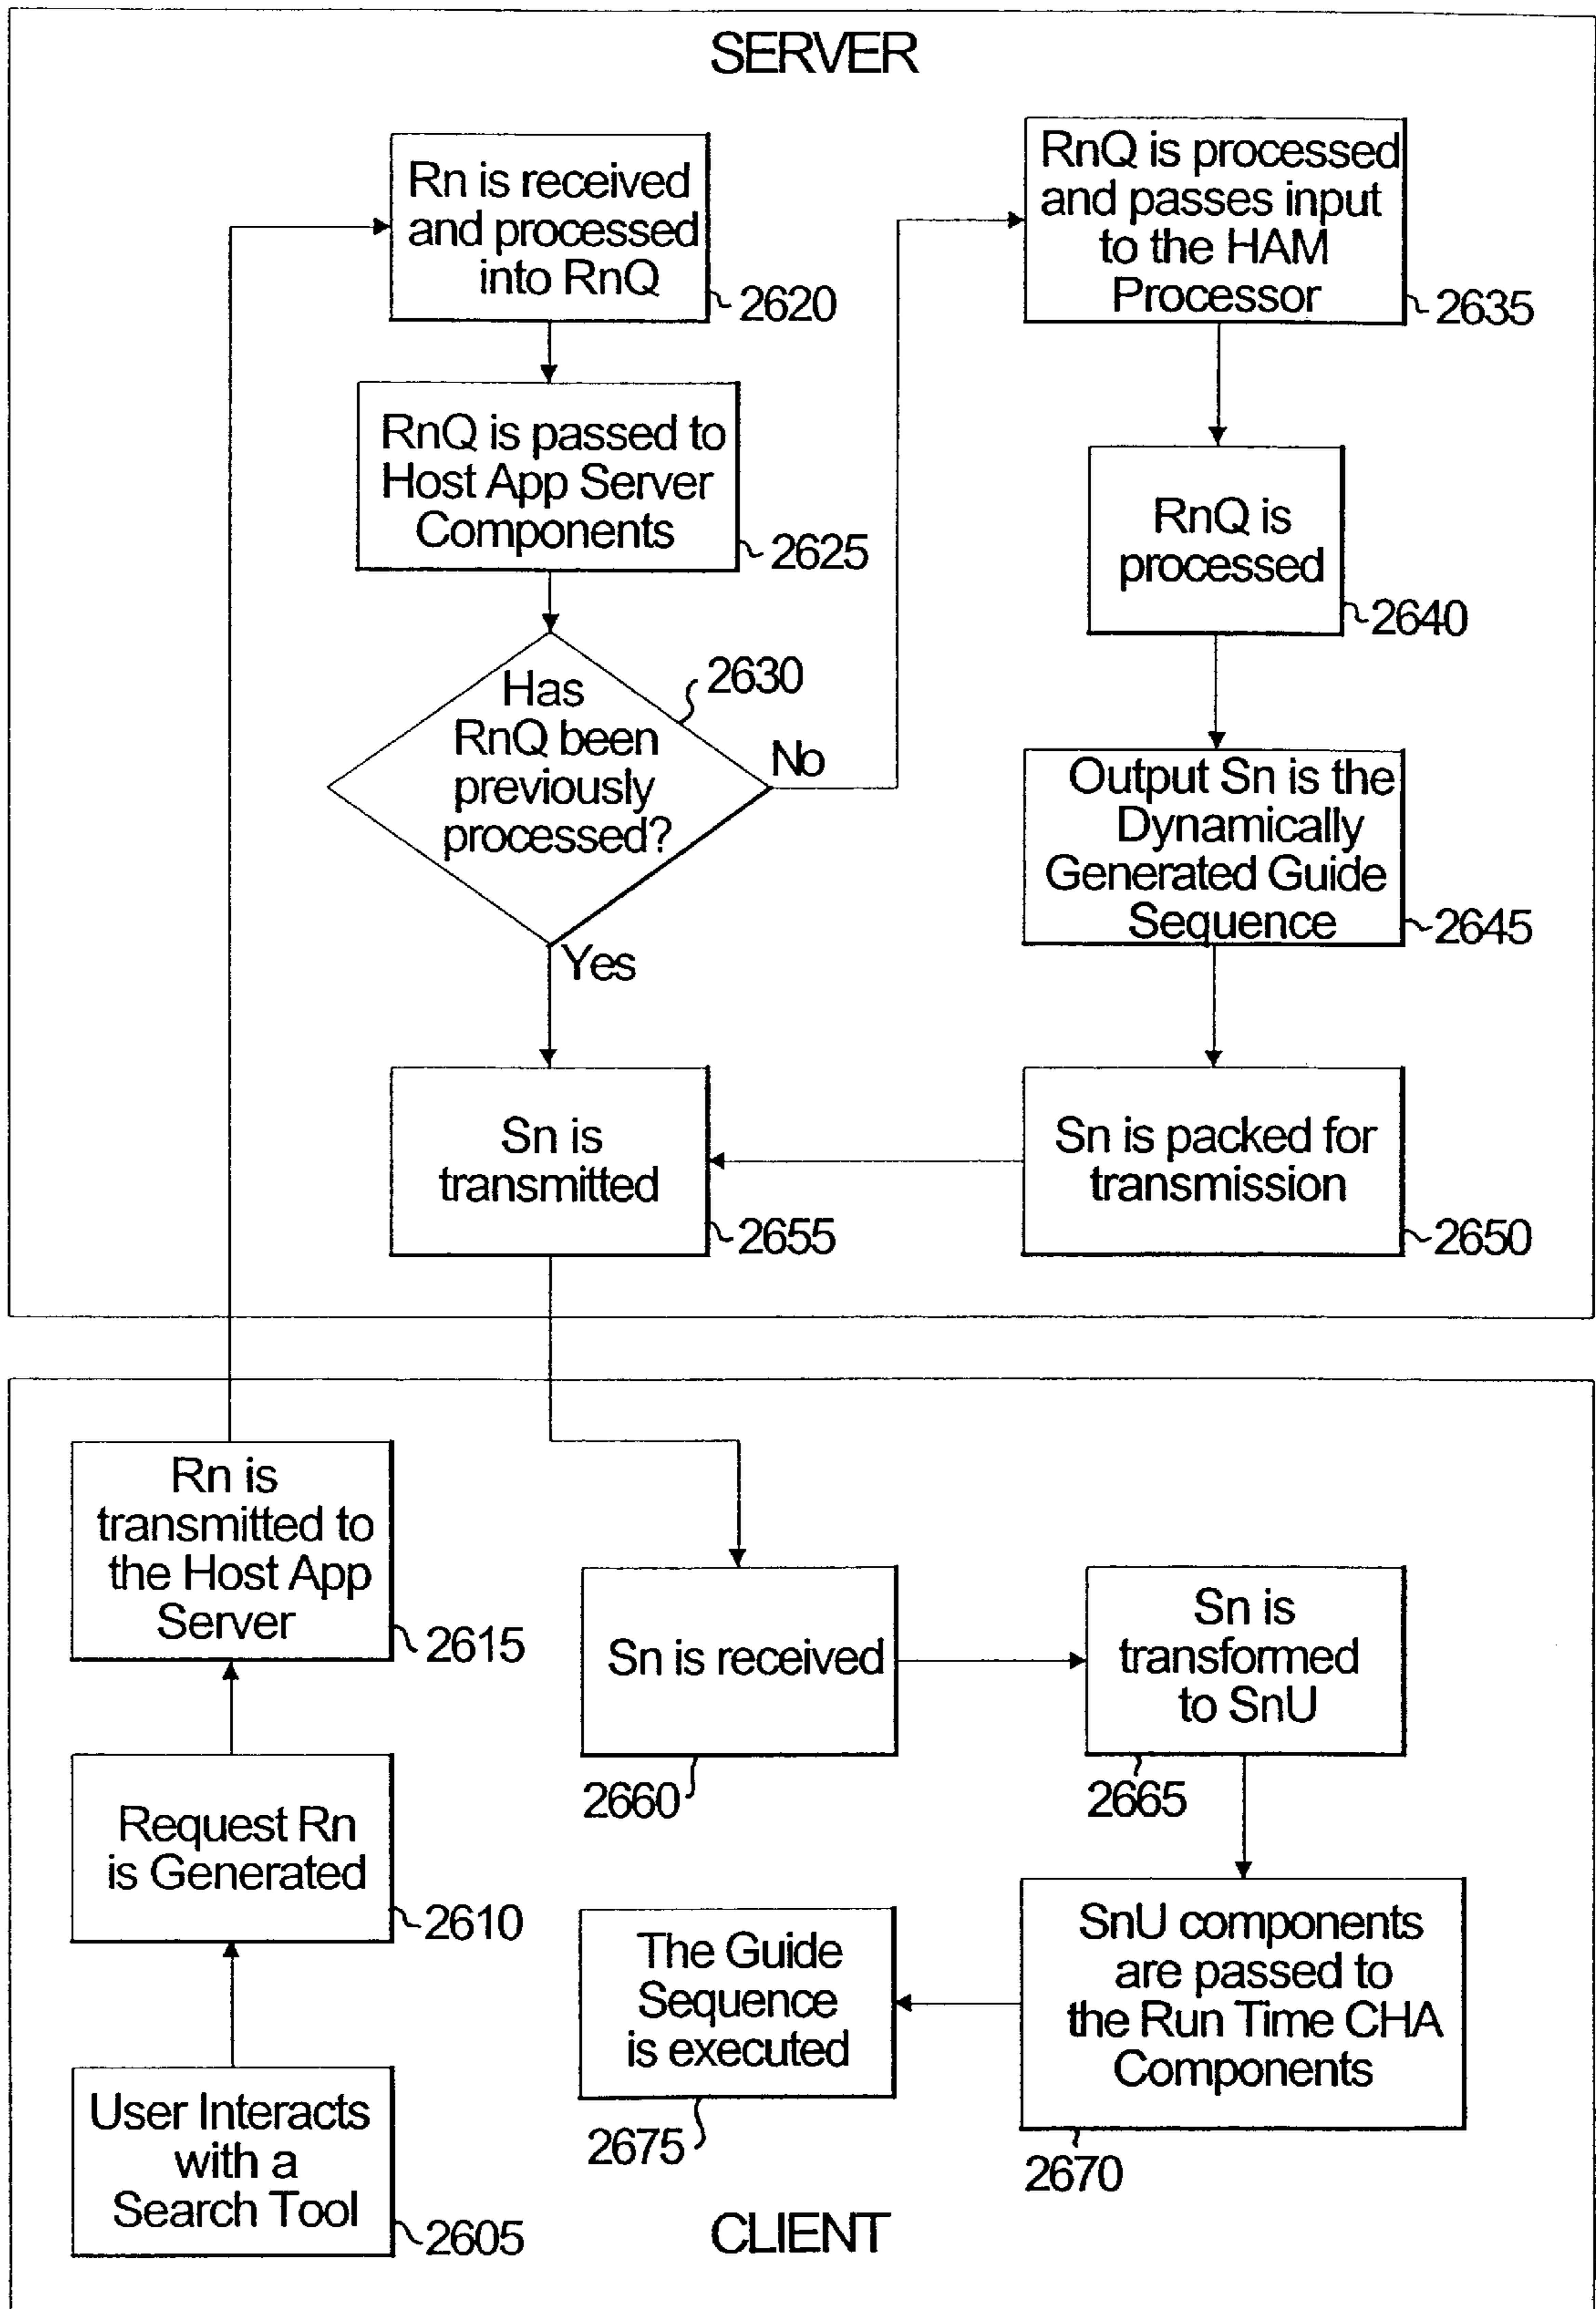 SERVER
Rn is received
and processed
into RnQ
2620
RnQ is passed to
Host App Server
Components
2625
Has
RnQ been
previously
processed?
2630
No
Yes
RnQ is processed
and passes input
to the HAM
Processor
2635
RnQ is
processed
2640
Output Sn is the
Dynamically
Generated Guide
Sequence
2645
Sn is packed for
transmission
2650
Sn is
transmitted
2655
Rn is
transmitted to
the Host App
Server
2615
Request Rn
is Generated
2610
User Interacts
with a
Search Tool
2605
Sn is received
2660
Sn is
transformed
to SnU
2665
SnU components
are passed to
the Run Time CHA
Components
2670
The Guide
Sequence
is executed
2675
CLIENT